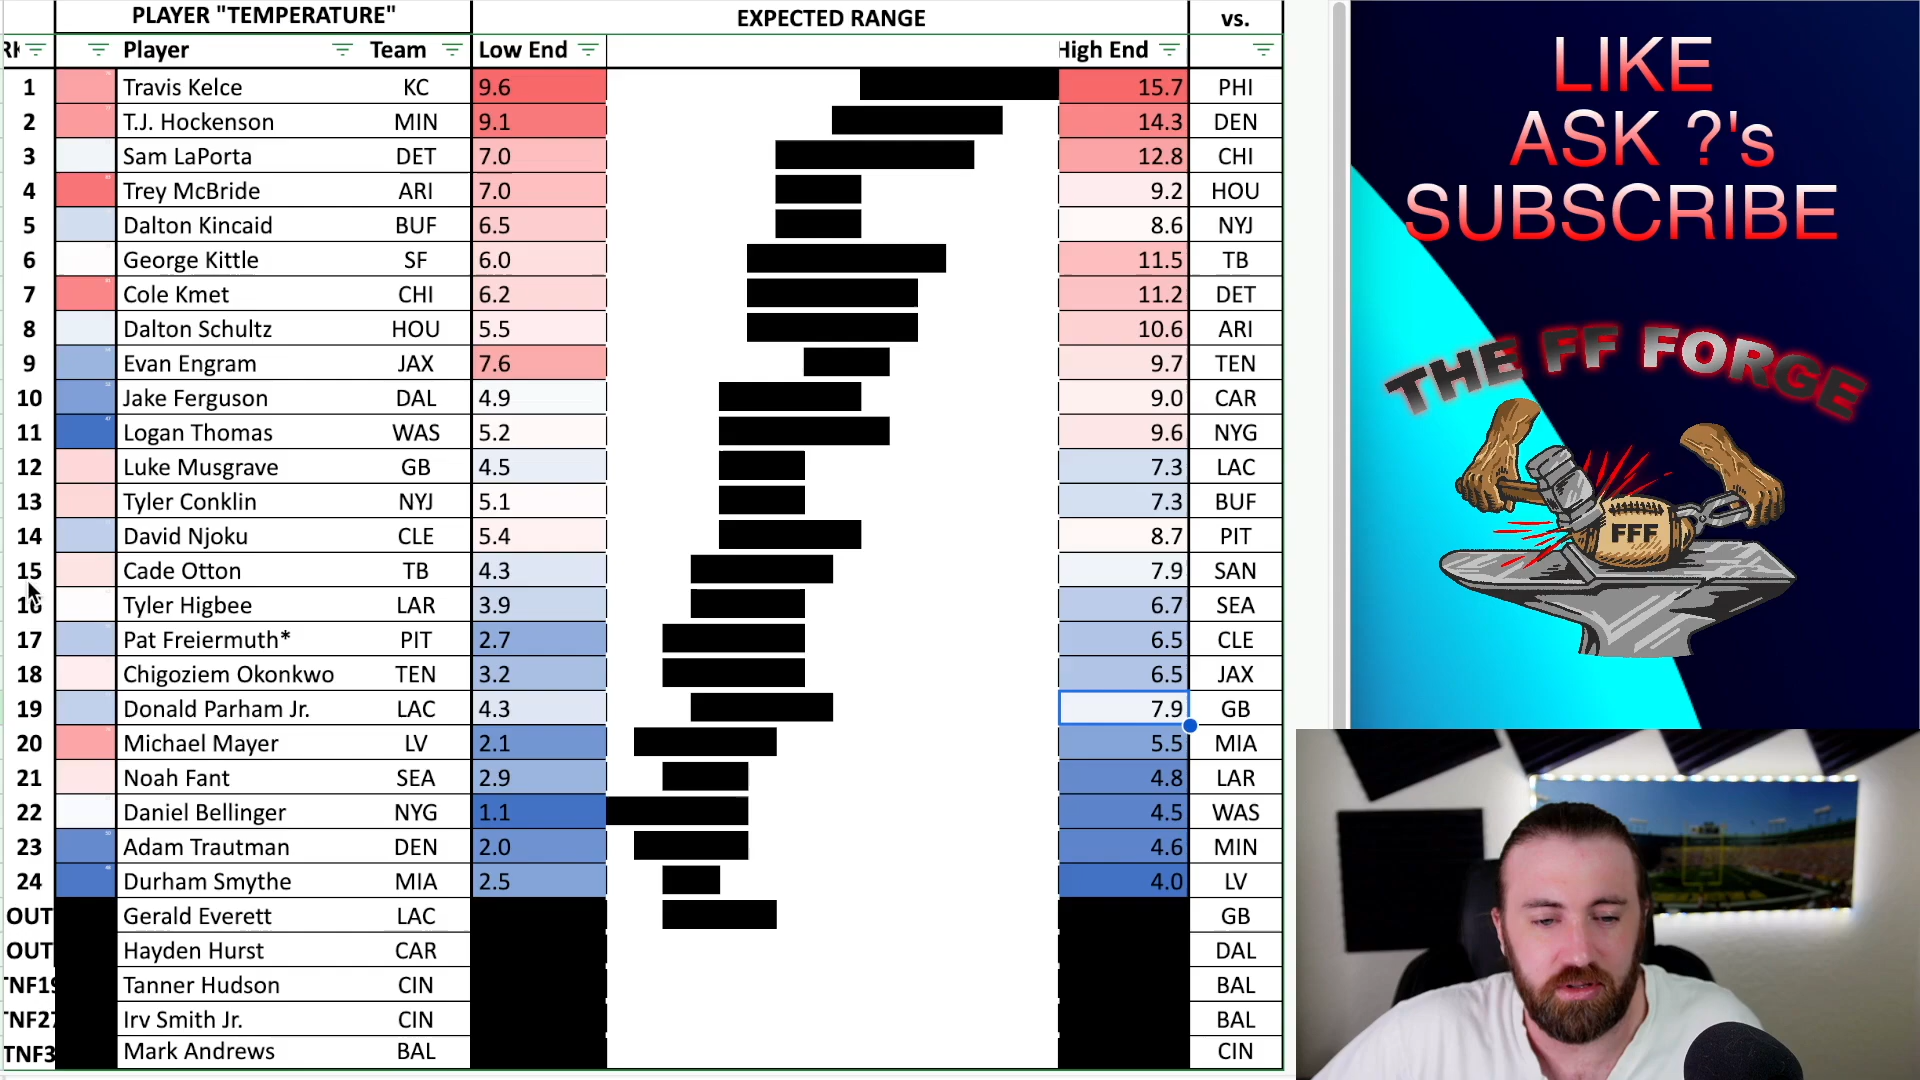 PLAYER "TEMPERATURE" EXPECTED RANGE vs.
Player Team Low End High End
1 Travis Kelce KC 9.6 15.7 PHI
2 T.J. Hockenson MIN 9.1 14.3 DEN
3 Sam LaPorta DET 7.0 12.8 CHI
4 Trey McBride ARI 7.0 9.2 HOU
5 Dalton Kincaid BUF 6.5 8.6 NYJ
6 George Kittle SF 6.0 11.5 TB
7 Cole Kmet CHI 6.2 11.2 DET
8 Dalton Schultz HOU 5.5 10.6 ARI
9 Evan Engram JAX 7.6 9.7 TEN
10 Jake Ferguson DAL 4.9 9.0 CAR
11 Logan Thomas WAS 5.2 9.6 NYG
12 Luke Musgrave GB 4.5 7.3 LAC
13 Tyler Conklin NYJ 5.1 7.3 BUF
14 David Njoku CLE 5.4 8.7 PIT
15 Cade Otton TB 4.3 7.9 SAN
16 Tyler Higbee LAR 3.9 6.7 SEA
17 Pat Freiermuth* PIT 2.7 6.5 CLE
18 Chigoziem Okonkwo TEN 3.2 6.5 JAX
19 Donald Parham Jr. LAC 4.3 7.9 GB
20 Michael Mayer LV 2.1 5.5 MIA
21 Noah Fant SEA 2.9 4.8 LAR
22 Daniel Bellinger NYG 1.1 4.5 WAS
23 Adam Trautman DEN 2.0 4.6 MIN
24 Durham Smythe MIA 2.5 4.0 LV
OUT Gerald Everett LAC GB
OUT Hayden Hurst CAR DAL
TNF19 Tanner Hudson CIN BAL
TNF27 Irv Smith Jr. CIN BAL
TNF3 Mark Andrews BAL CIN
LIKE
ASK ?'s
SUBSCRIBE
THE FF FORGE
FFF